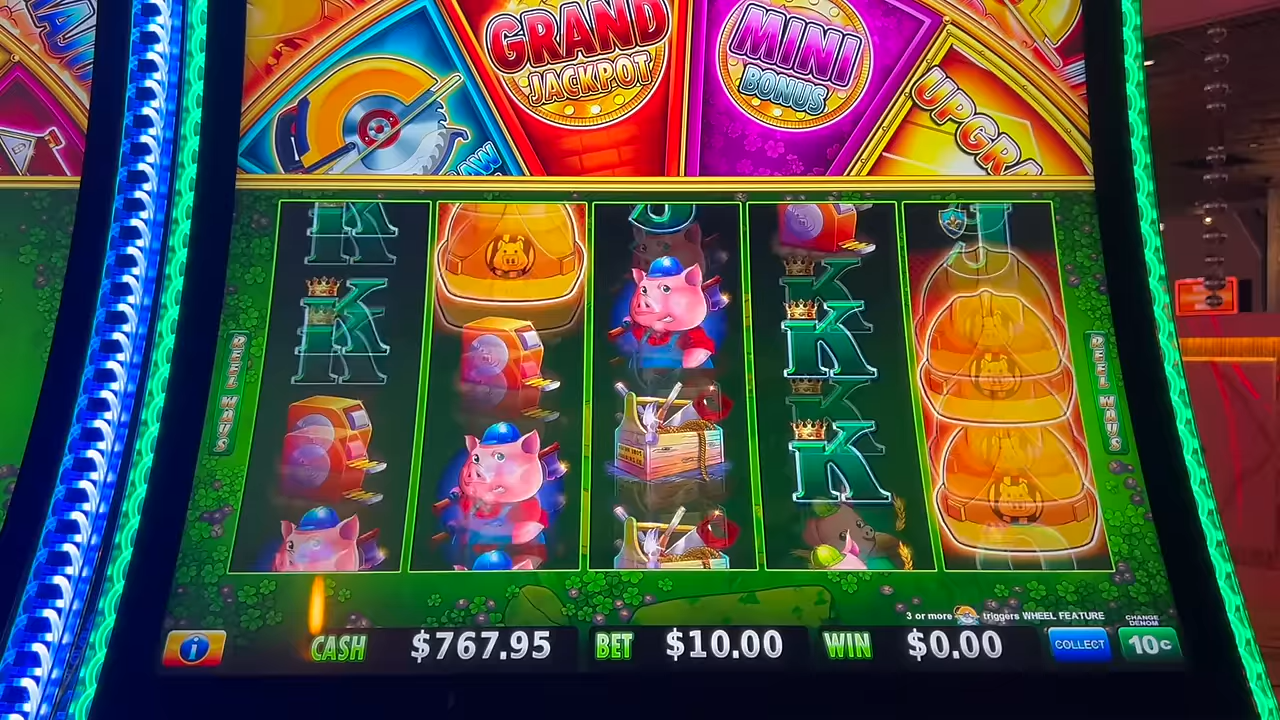 GRAND
JACKPOT
MINI
BONUS
UPGRA
AW
K
J
K
K
K
K
J
REEL WAYS
REEL WAYS
3 or more triggers WHEEL FEATURE
i
CASH $767.95
BET $10.00
WIN $0.00
COLLECT
CHANGE
DENOM
10¢